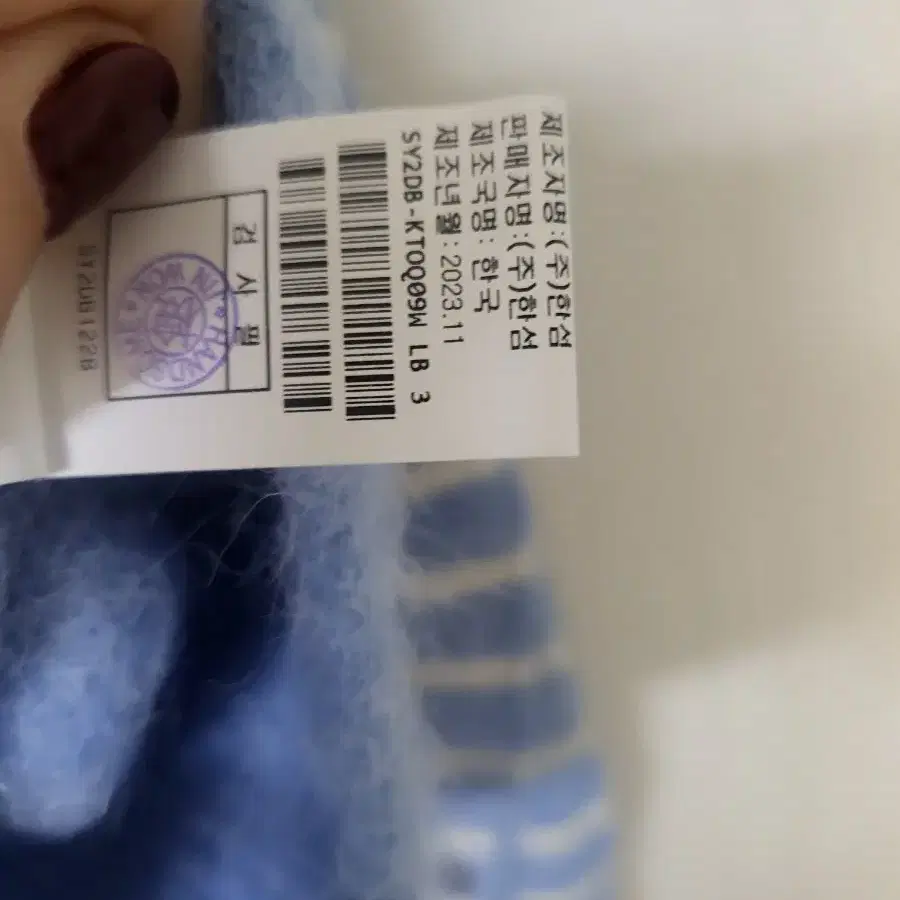 제조자명:(주)한섬
판매자명:(주)한섬
제조국명:한국
제조년월:2023.11
SY2DB-KTOQ09W LB 3
검 사 필